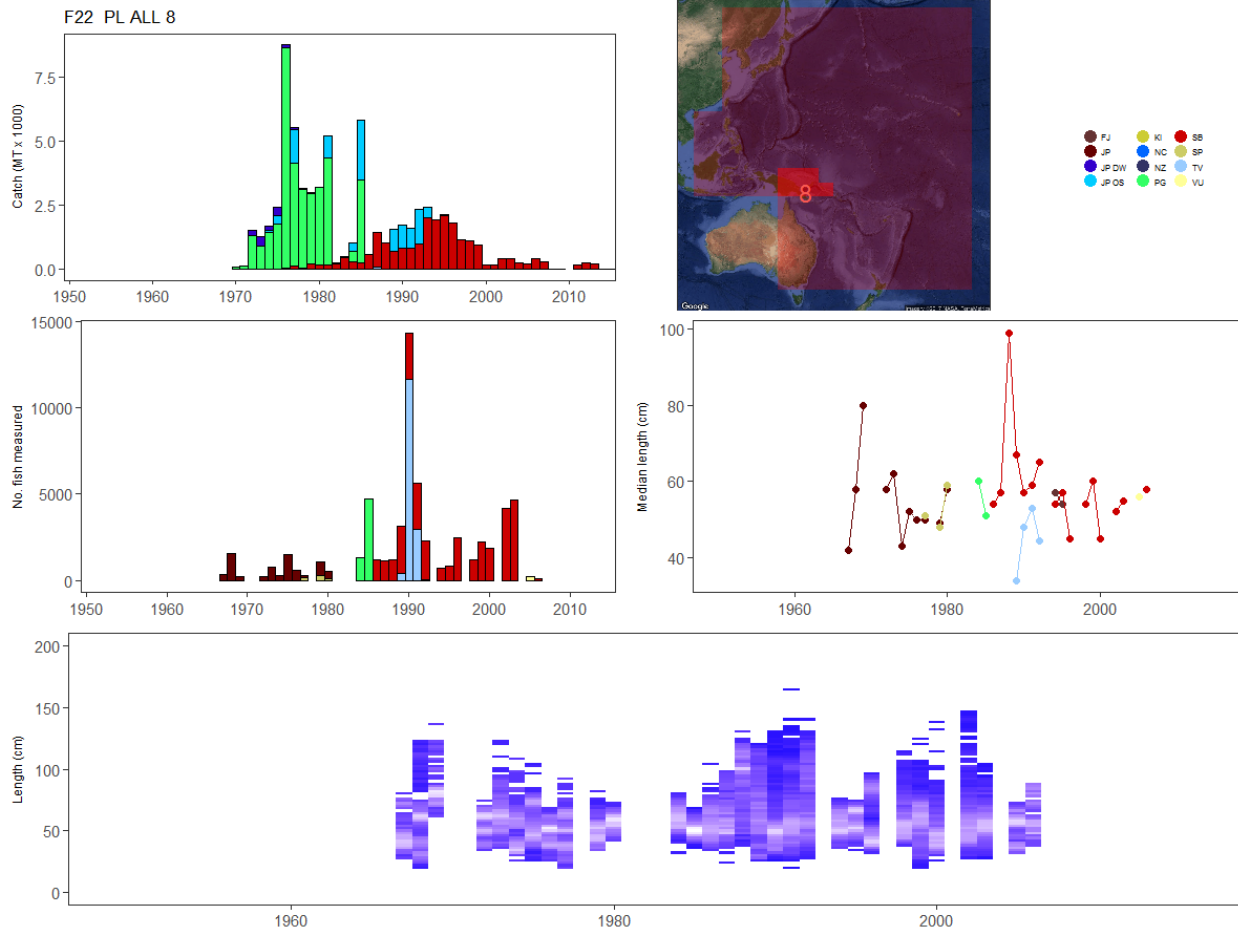 F22 PL ALL 8
Catch (MT x 1000)
7.5
5.0
2.5
0.0
1950 1960 1970 1980 1990 2000 2010
8
Google
FJ KI SB
JP NC SP
JP DW NZ TV
JP OS PG VU
No. fish measured
15000
10000
5000
0
1950 1960 1970 1980 1990 2000 2010
Median length (cm)
100
80
60
40
1960 1980 2000
Length (cm)
200
150
100
50
0
1960 1980 2000